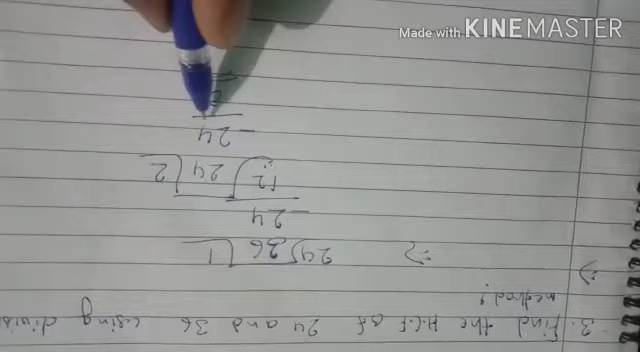 Made with KINEMASTER
3. Find the H.C.F of 24 and 36 using divisi
method?
:-) :-) 24)36(1
- 24
12)24(2
- 24